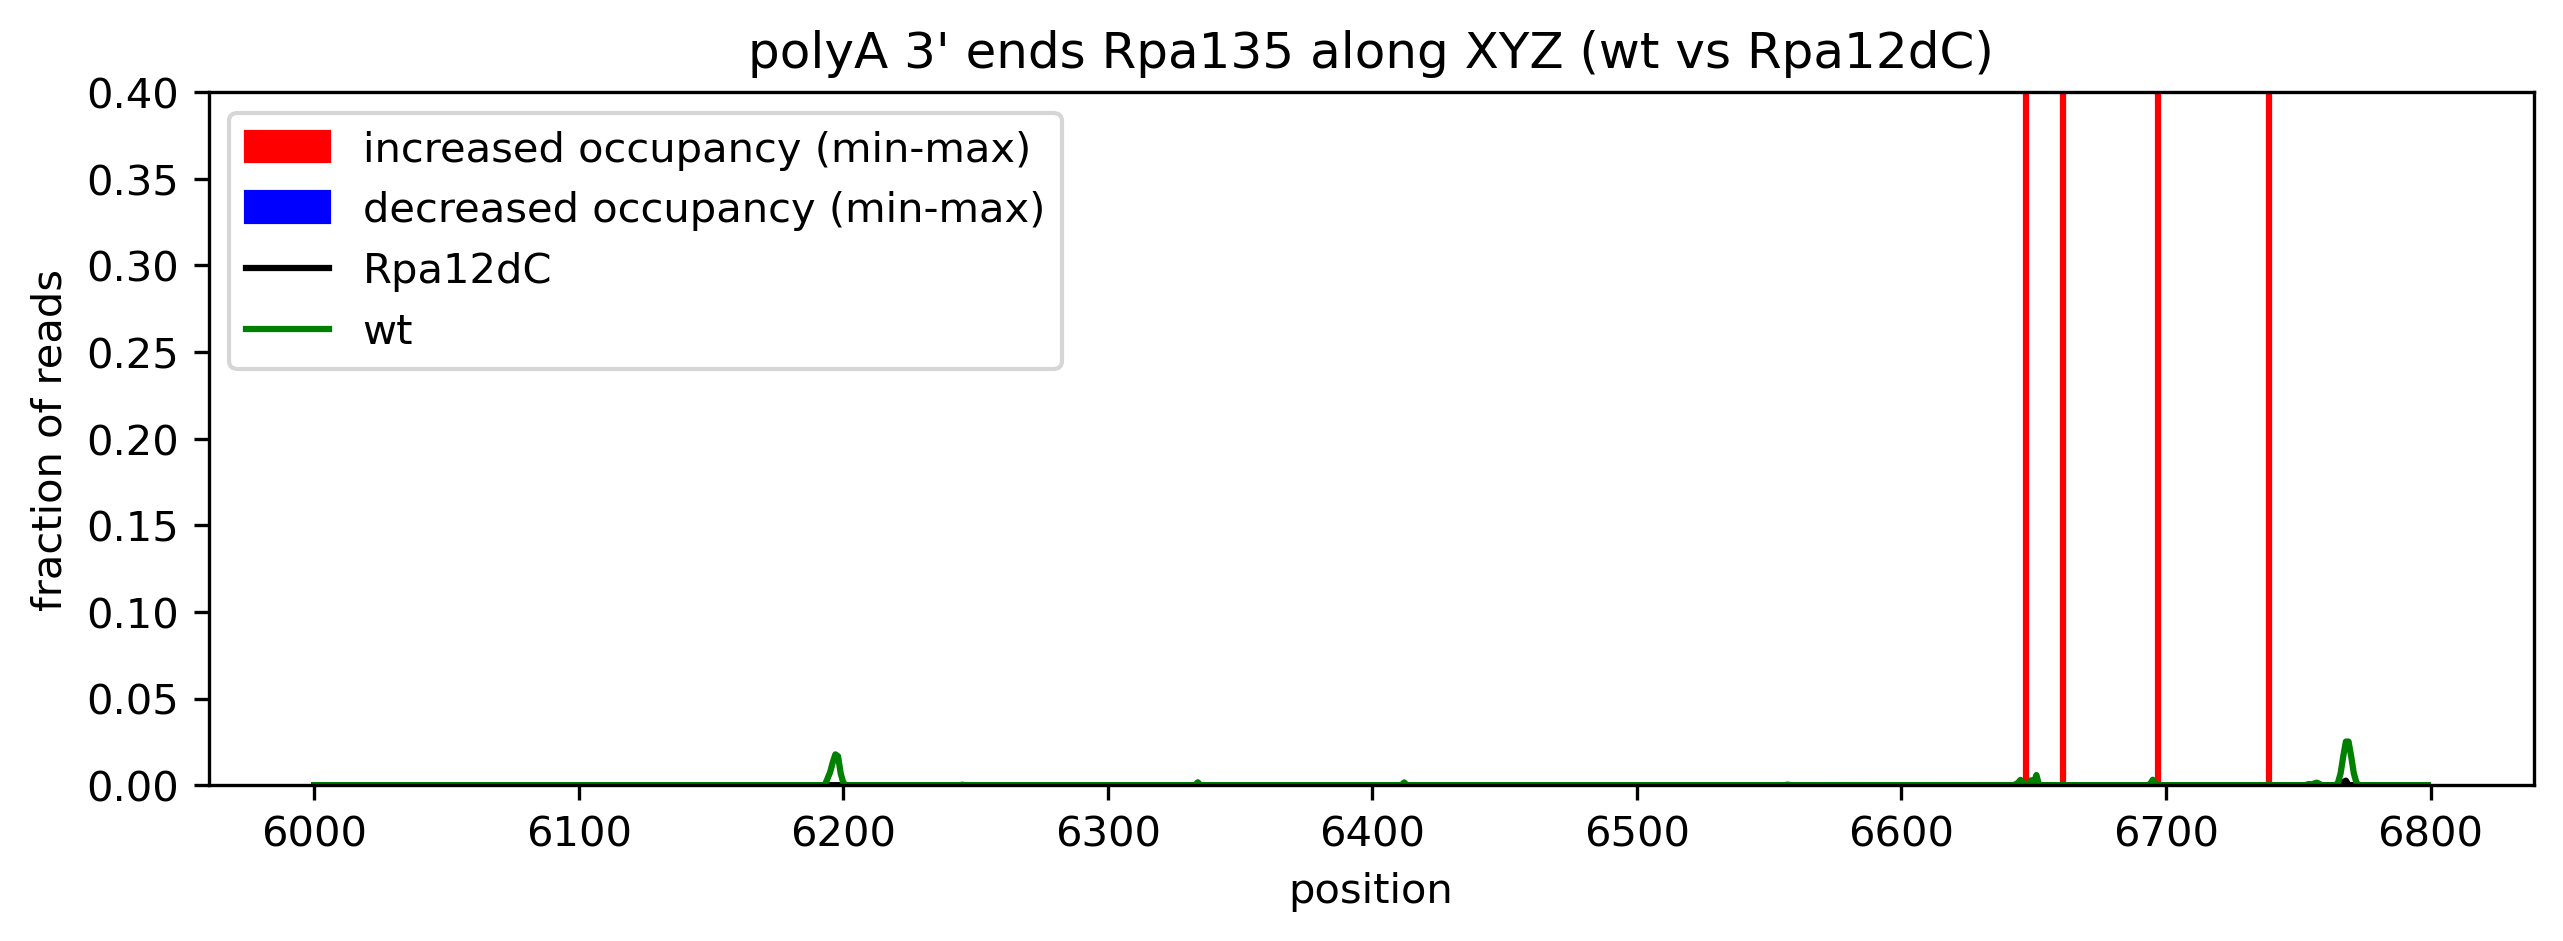 polyA 3' ends Rpa135 along XYZ (wt vs Rpa12dC)
0.40
0.35
0.30
0.25
0.20
0.15
0.10
0.05
0.00
fraction of reads
increased occupancy (min-max)
decreased occupancy (min-max)
Rpa12dC
wt
6000 6100 6200 6300 6400 6500 6600 6700 6800
position